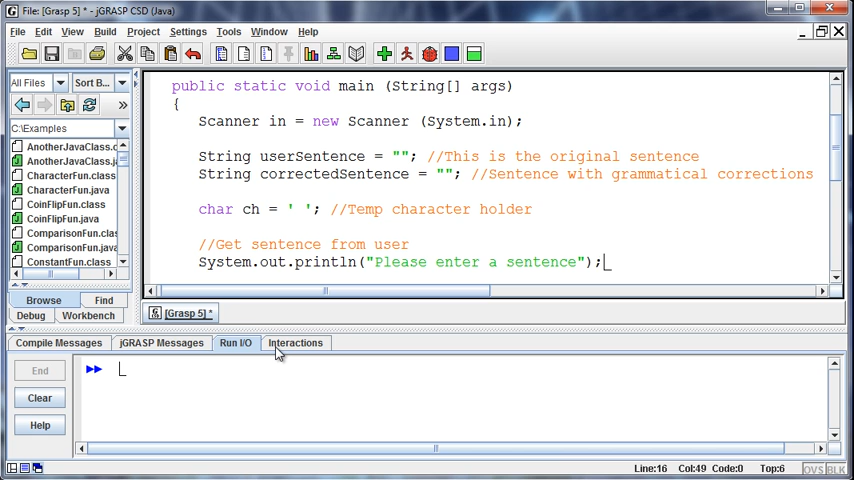 File: [Grasp 5] * - jGRASP CSD (Java)
File Edit View Build Project Settings Tools Window Help
All Files Sort B...
C:\Examples
AnotherJavaClass.c
AnotherJavaClass.ja
CharacterFun.class
CharacterFun.java
CoinFlipFun.class
CoinFlipFun.java
ComparisonFun.clas
ComparisonFun.java
ConstantFun.class
Browse Find
Debug Workbench
public static void main (String[] args)
{
Scanner in = new Scanner (System.in);
String userSentence = ""; //This is the original sentence
String correctedSentence = ""; //Sentence with grammatical corrections
char ch = ' '; //Temp character holder
//Get sentence from user
System.out.println("Please enter a sentence");
[Grasp 5] *
Compile Messages jGRASP Messages Run I/O Interactions
End
Clear
Help
Line:16 Col:49 Code:0 Top:6 OVS BLK